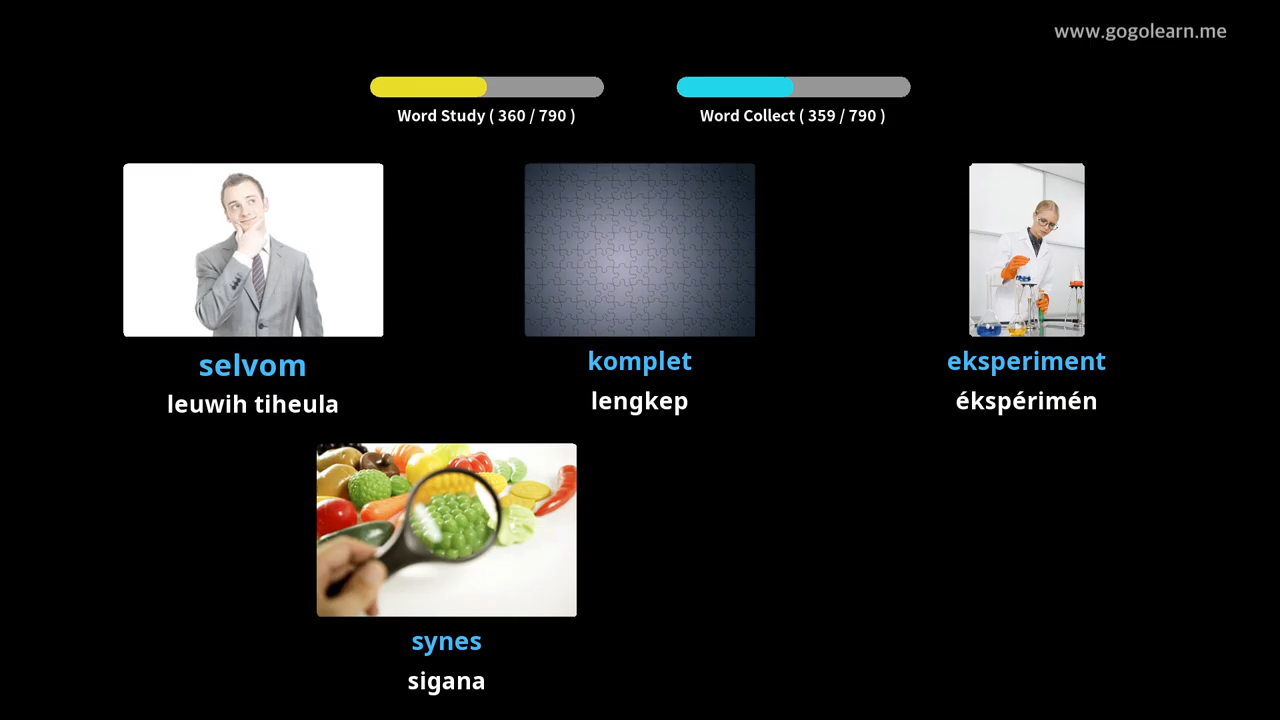 www.gogolearn.me
Word Study ( 360 / 790 )
Word Collect ( 359 / 790 )
selvom
leuwih tiheula
komplet
lengkep
eksperiment
ékspérimén
synes
sigana